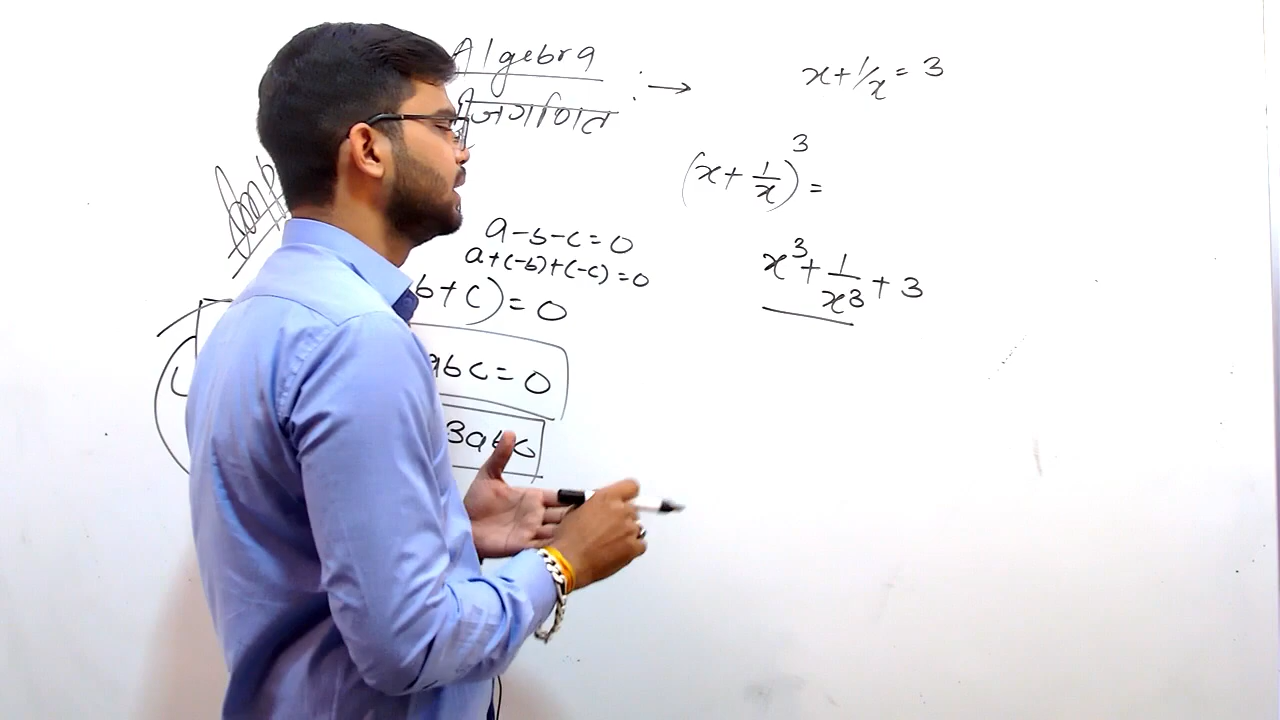 Algebra
बीजगणित :→
x+1/x = 3
(x + 1/x)³ =
x³ + 1/x³ + 3
a-b-c=0
a+(-b)+(-c)=0
b+c)=0
abc=0
3abc